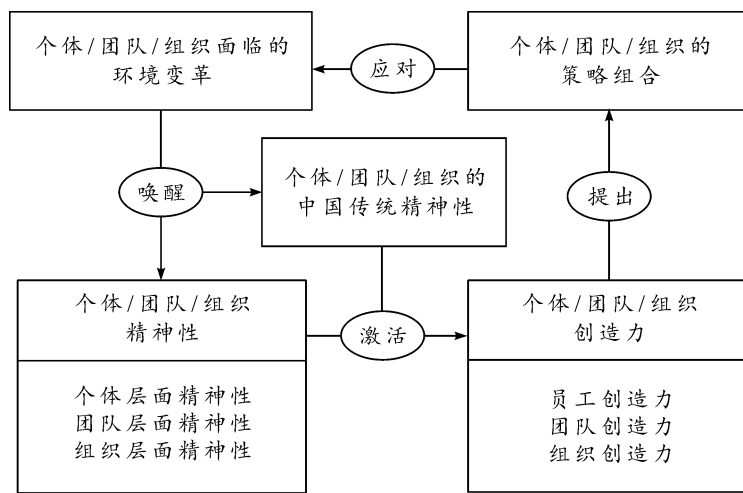 个体/团队/组织面临的
环境变革
应对
个体/团队/组织的
策略组合
唤醒
个体/团队/组织的
中国传统精神性
提出
个体/团队/组织
精神性
激活
个体/团队/组织
创造力
个体层面精神性
团队层面精神性
组织层面精神性
员工创造力
团队创造力
组织创造力